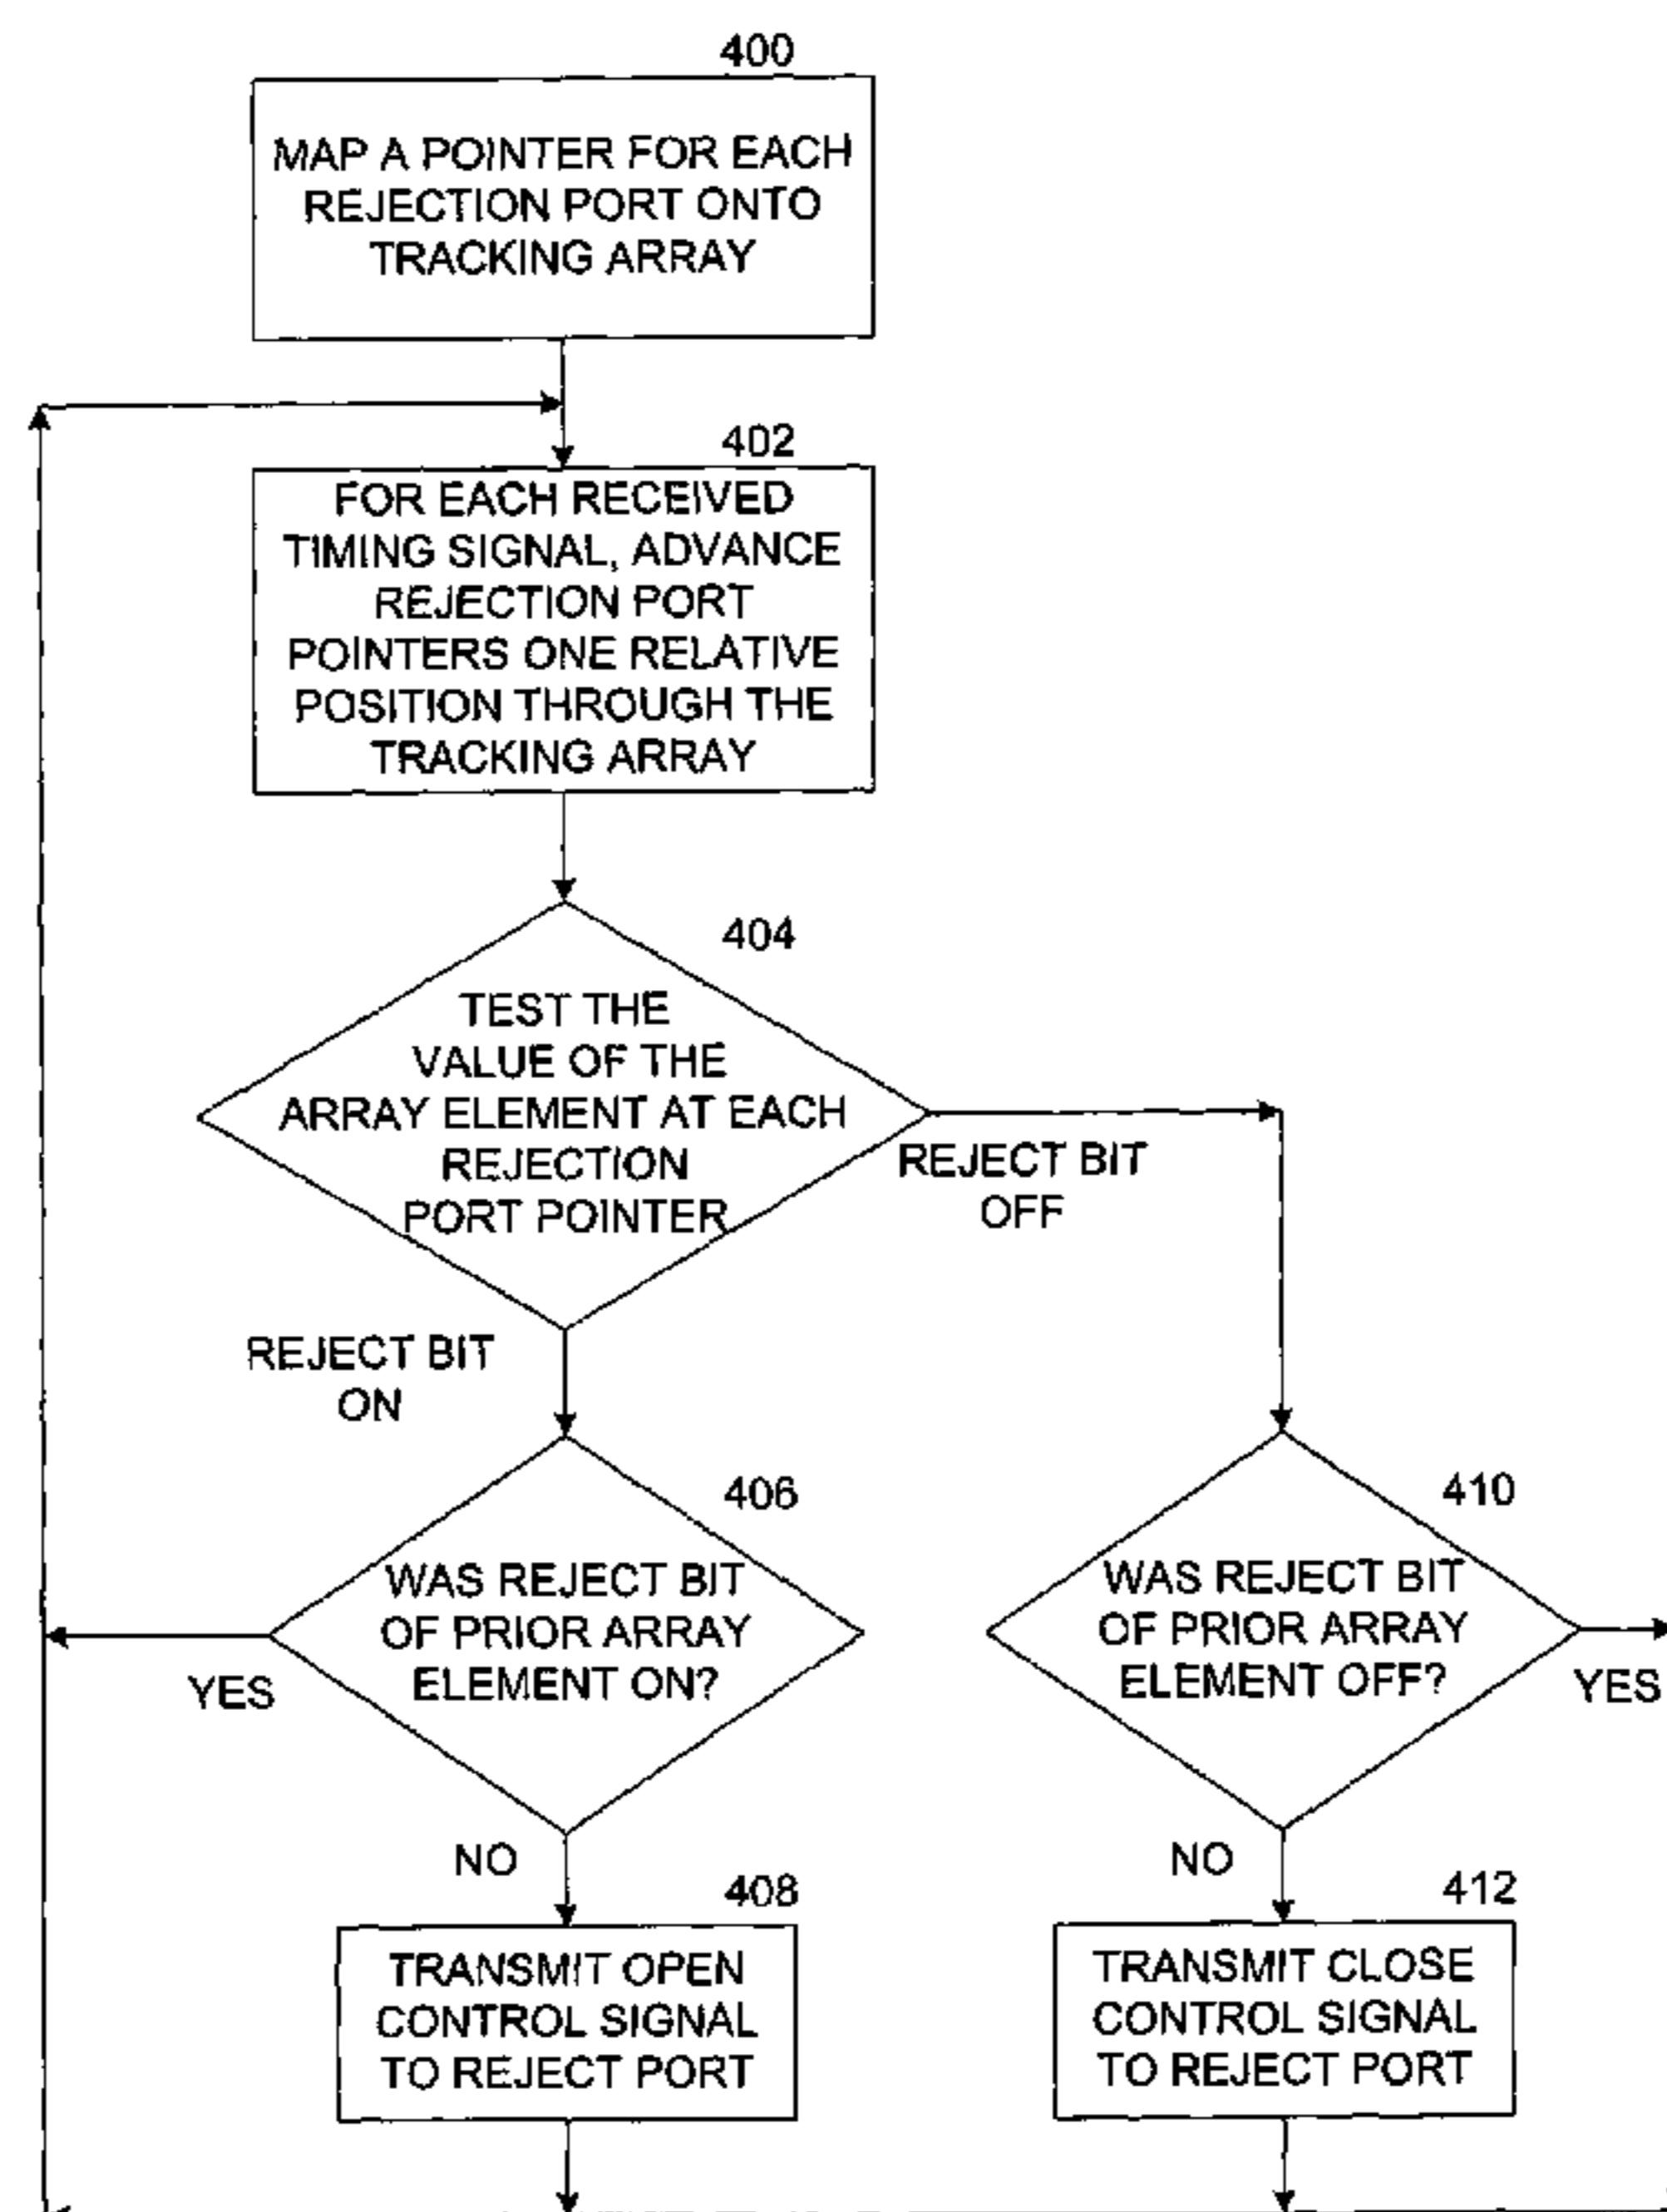 400
MAP A POINTER FOR EACH
REJECTION PORT ONTO
TRACKING ARRAY
402
FOR EACH RECEIVED
TIMING SIGNAL, ADVANCE
REJECTION PORT
POINTERS ONE RELATIVE
POSITION THROUGH THE
TRACKING ARRAY
404
TEST THE
VALUE OF THE
ARRAY ELEMENT AT EACH
REJECTION
PORT POINTER
REJECT BIT
OFF
REJECT BIT
ON
406
WAS REJECT BIT
OF PRIOR ARRAY
ELEMENT ON?
YES
NO
408
TRANSMIT OPEN
CONTROL SIGNAL
TO REJECT PORT
410
WAS REJECT BIT
OF PRIOR ARRAY
ELEMENT OFF?
YES
NO
412
TRANSMIT CLOSE
CONTROL SIGNAL
TO REJECT PORT